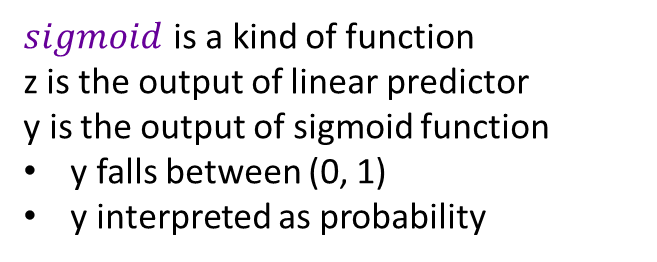 sigmoid is a kind of function
z is the output of linear predictor
y is the output of sigmoid function
• y falls between (0, 1)
• y interpreted as probability